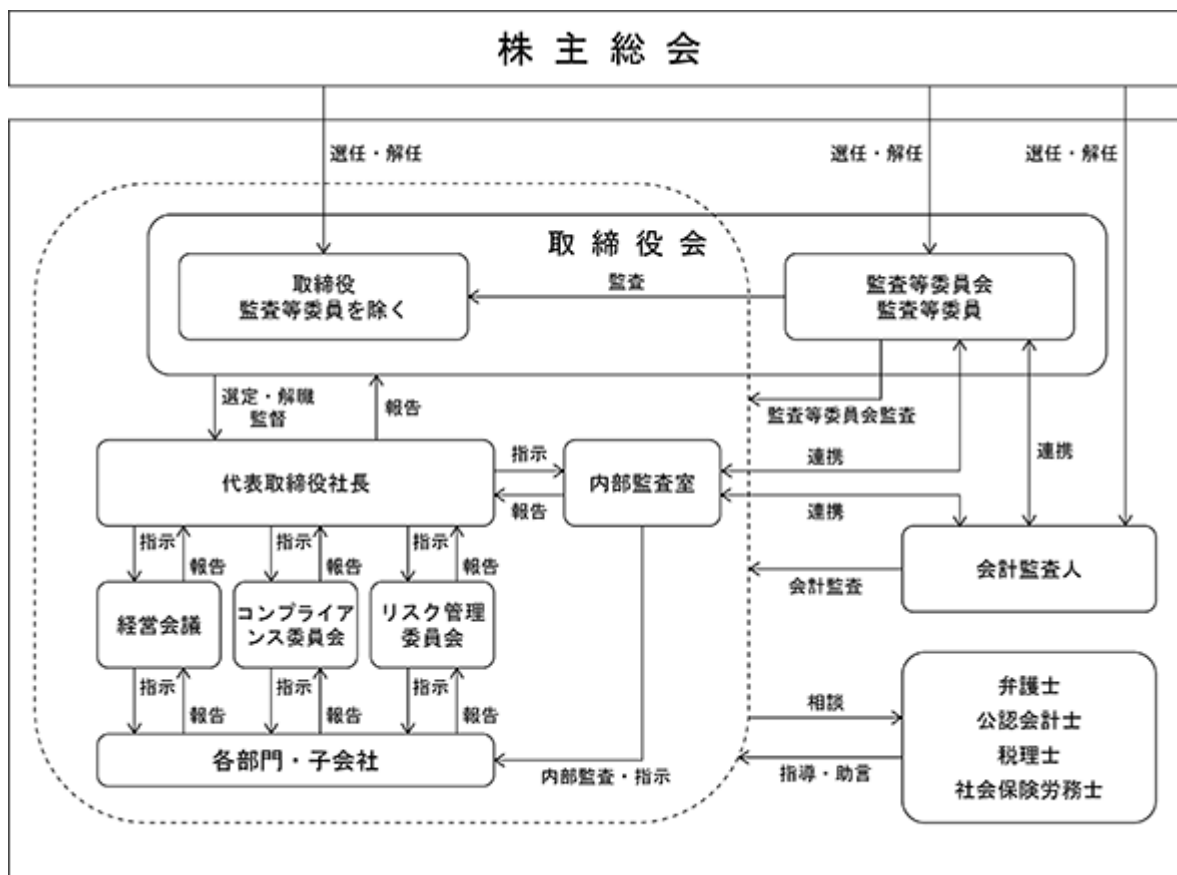 株主総会
選任・解任
選任・解任
選任・解任
取締役会
取締役
監査等委員を除く
監査
監査等委員会
監査等委員
選定・解職
監督
報告
監査等委員会監査
代表取締役社長
指示
報告
内部監査室
連携
連携
連携
指示
報告
指示
報告
指示
報告
会計監査人
会計監査
経営会議
コンプライア
ンス委員会
リスク管理
委員会
指示
報告
指示
報告
指示
報告
各部門・子会社
内部監査・指示
相談
指導・助言
弁護士
公認会計士
税理士
社会保険労務士